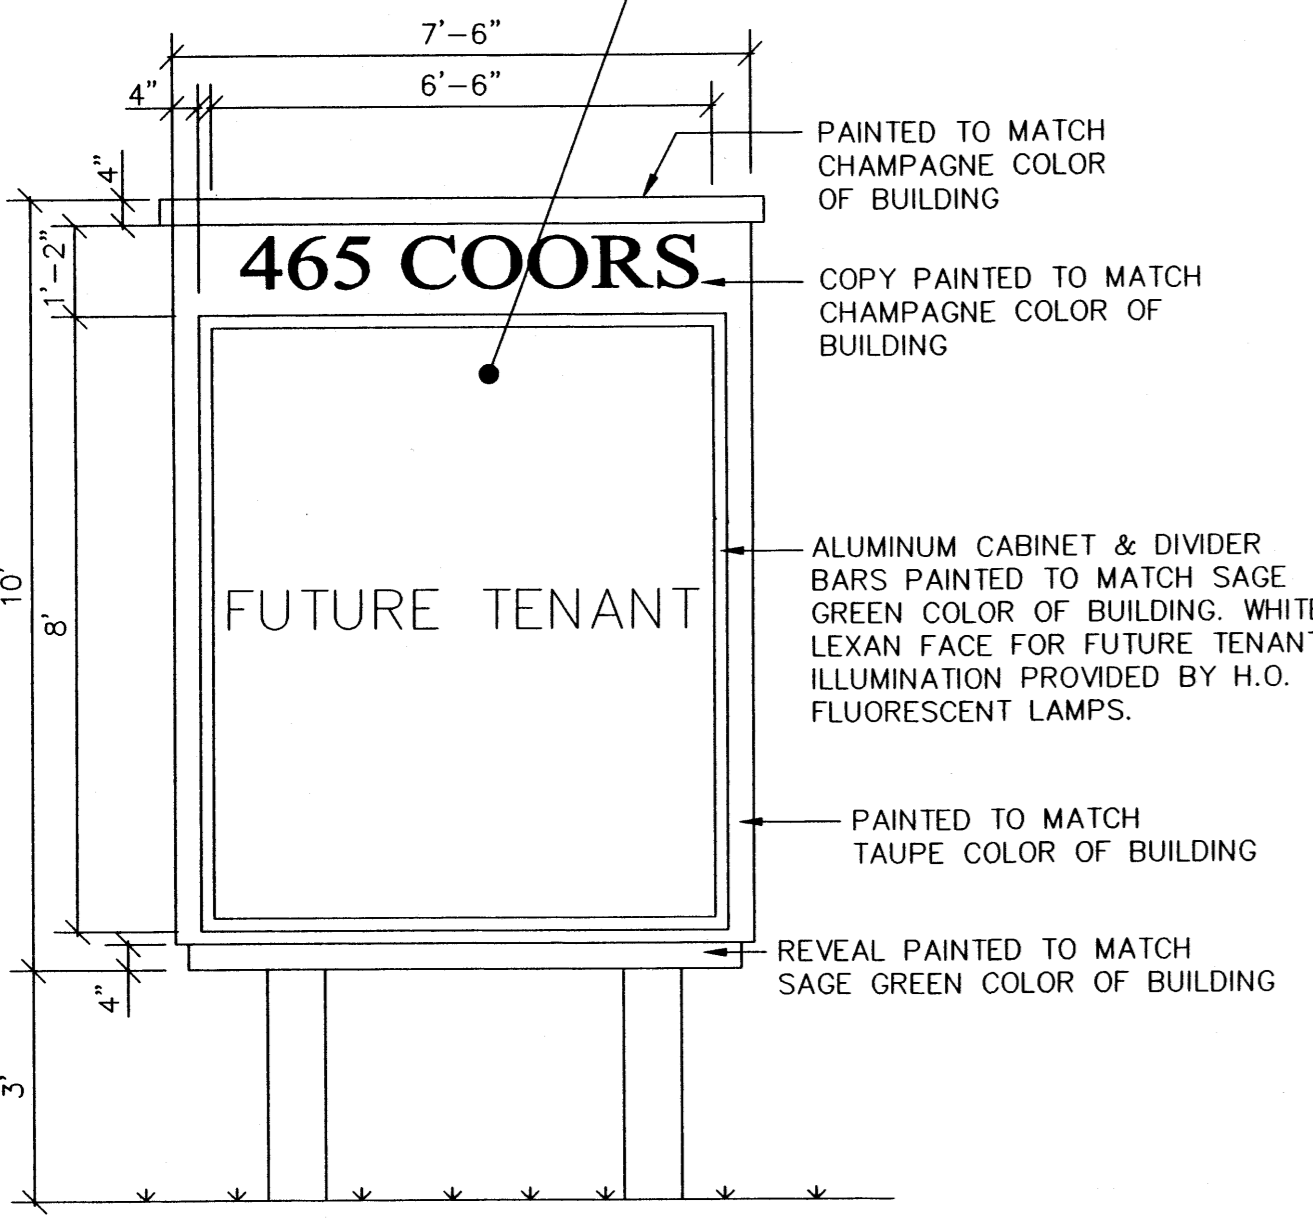 7'-6"
4"
6'-6"
4"
PAINTED TO MATCH
CHAMPAGNE COLOR
OF BUILDING
1'-2"
465 COORS
COPY PAINTED TO MATCH
CHAMPAGNE COLOR OF
BUILDING
10'
8'
FUTURE TENANT
ALUMINUM CABINET & DIVIDER
BARS PAINTED TO MATCH SAGE
GREEN COLOR OF BUILDING. WHITE
LEXAN FACE FOR FUTURE TENANT
ILLUMINATION PROVIDED BY H.O.
FLUORESCENT LAMPS.
PAINTED TO MATCH
TAUPE COLOR OF BUILDING
REVEAL PAINTED TO MATCH
SAGE GREEN COLOR OF BUILDING
4"
3'